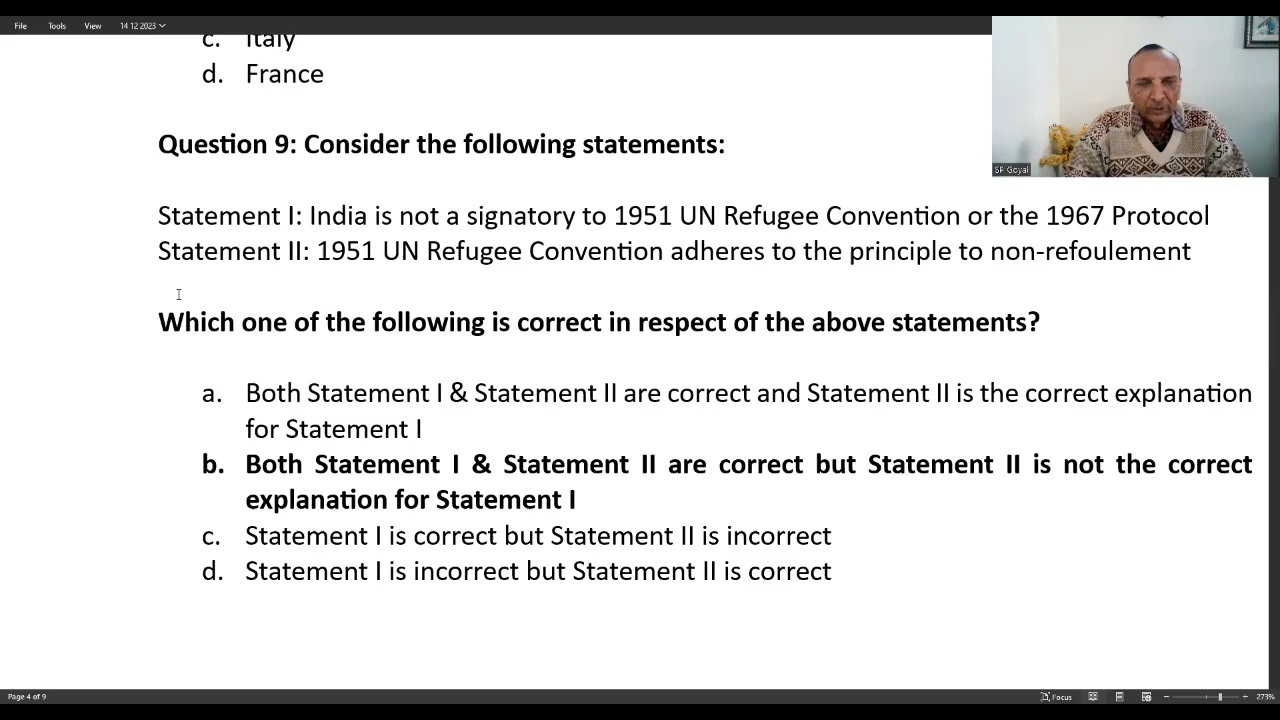 File Tools View 14 12 2023
c. Italy
d. France
SP Goyal
Question 9: Consider the following statements:
Statement I: India is not a signatory to 1951 UN Refugee Convention or the 1967 Protocol
Statement II: 1951 UN Refugee Convention adheres to the principle to non-refoulement
Which one of the following is correct in respect of the above statements?
a. Both Statement I & Statement II are correct and Statement II is the correct explanation
for Statement I
b. Both Statement I & Statement II are correct but Statement II is not the correct
explanation for Statement I
c. Statement I is correct but Statement II is incorrect
d. Statement I is incorrect but Statement II is correct
Page 4 of 9 Focus 273%